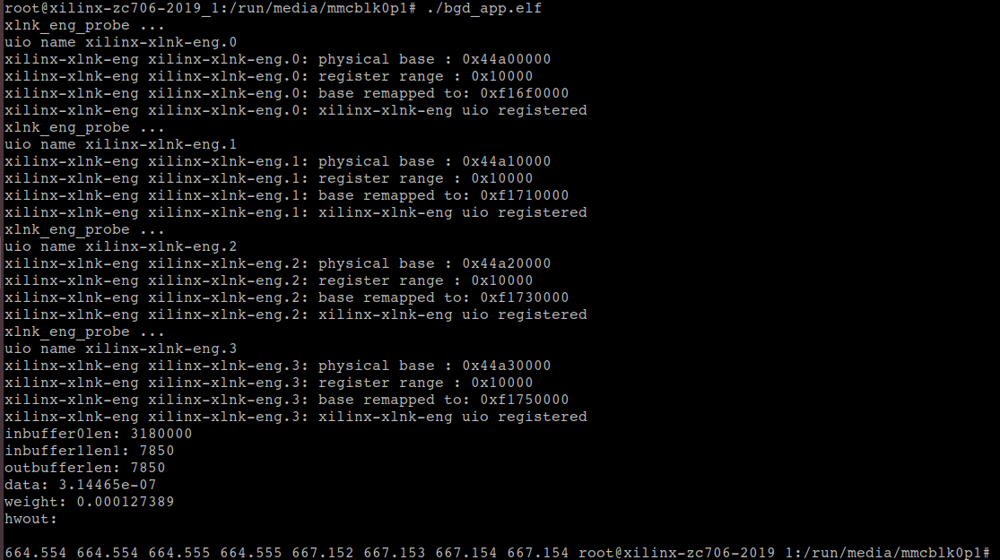 root@xilinx-zc706-2019_1:/run/media/mmcblk0p1# ./bgd_app.elf
xlnk_eng_probe ...
uio name xilinx-xlnk-eng.0
xilinx-xlnk-eng xilinx-xlnk-eng.0: physical base : 0x44a00000
xilinx-xlnk-eng xilinx-xlnk-eng.0: register range : 0x10000
xilinx-xlnk-eng xilinx-xlnk-eng.0: base remapped to: 0xf16f0000
xilinx-xlnk-eng xilinx-xlnk-eng.0: xilinx-xlnk-eng uio registered
xlnk_eng_probe ...
uio name xilinx-xlnk-eng.1
xilinx-xlnk-eng xilinx-xlnk-eng.1: physical base : 0x44a10000
xilinx-xlnk-eng xilinx-xlnk-eng.1: register range : 0x10000
xilinx-xlnk-eng xilinx-xlnk-eng.1: base remapped to: 0xf1710000
xilinx-xlnk-eng xilinx-xlnk-eng.1: xilinx-xlnk-eng uio registered
xlnk_eng_probe ...
uio name xilinx-xlnk-eng.2
xilinx-xlnk-eng xilinx-xlnk-eng.2: physical base : 0x44a20000
xilinx-xlnk-eng xilinx-xlnk-eng.2: register range : 0x10000
xilinx-xlnk-eng xilinx-xlnk-eng.2: base remapped to: 0xf1730000
xilinx-xlnk-eng xilinx-xlnk-eng.2: xilinx-xlnk-eng uio registered
xlnk_eng_probe ...
uio name xilinx-xlnk-eng.3
xilinx-xlnk-eng xilinx-xlnk-eng.3: physical base : 0x44a30000
xilinx-xlnk-eng xilinx-xlnk-eng.3: register range : 0x10000
xilinx-xlnk-eng xilinx-xlnk-eng.3: base remapped to: 0xf1750000
xilinx-xlnk-eng xilinx-xlnk-eng.3: xilinx-xlnk-eng uio registered
inbuffer0len: 3180000
inbuffer1len1: 7850
outbufferlen: 7850
data: 3.14465e-07
weight: 0.000127389
hwout:
664.554 664.554 664.555 664.555 667.152 667.153 667.154 667.154 root@xilinx-zc706-2019_1:/run/media/mmcblk0p1#